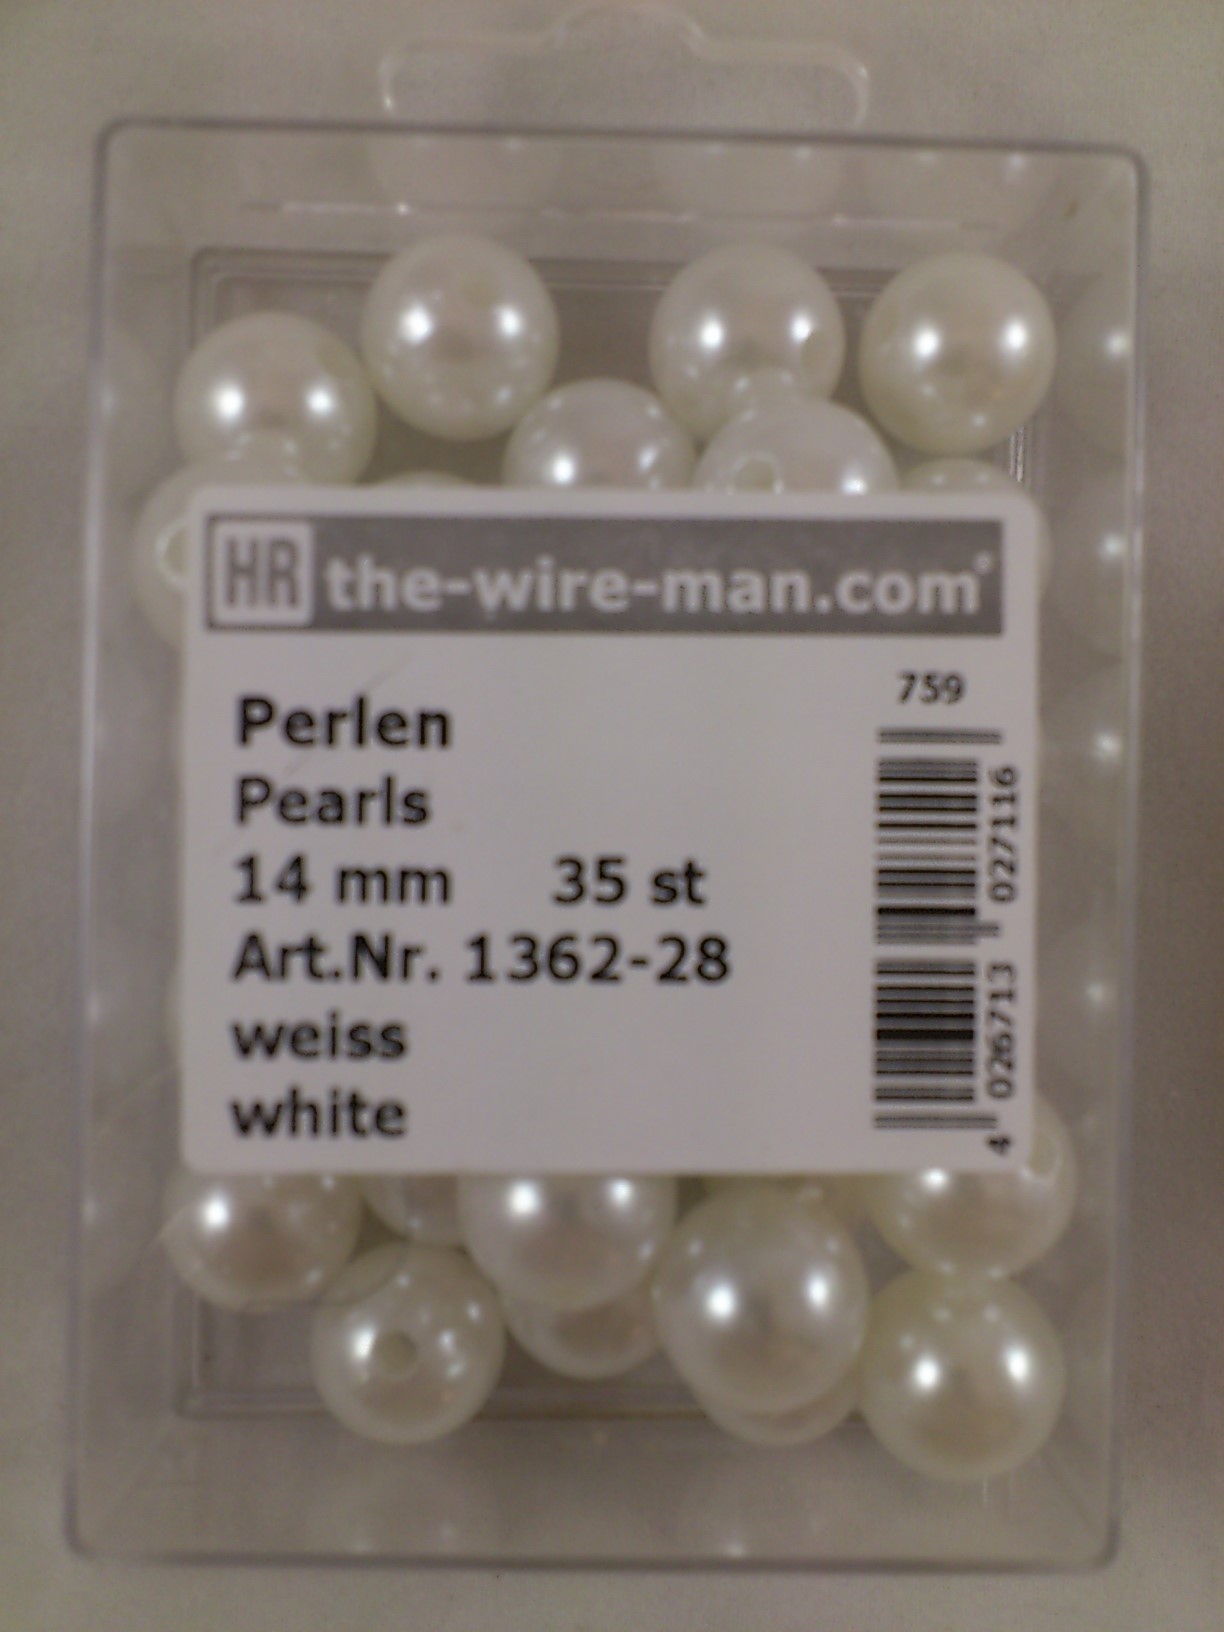 HR the-wire-man.com°
759
Perlen
Pearls
14 mm 35 st
Art.Nr. 1362-28
weiss
white
4 026713 027116